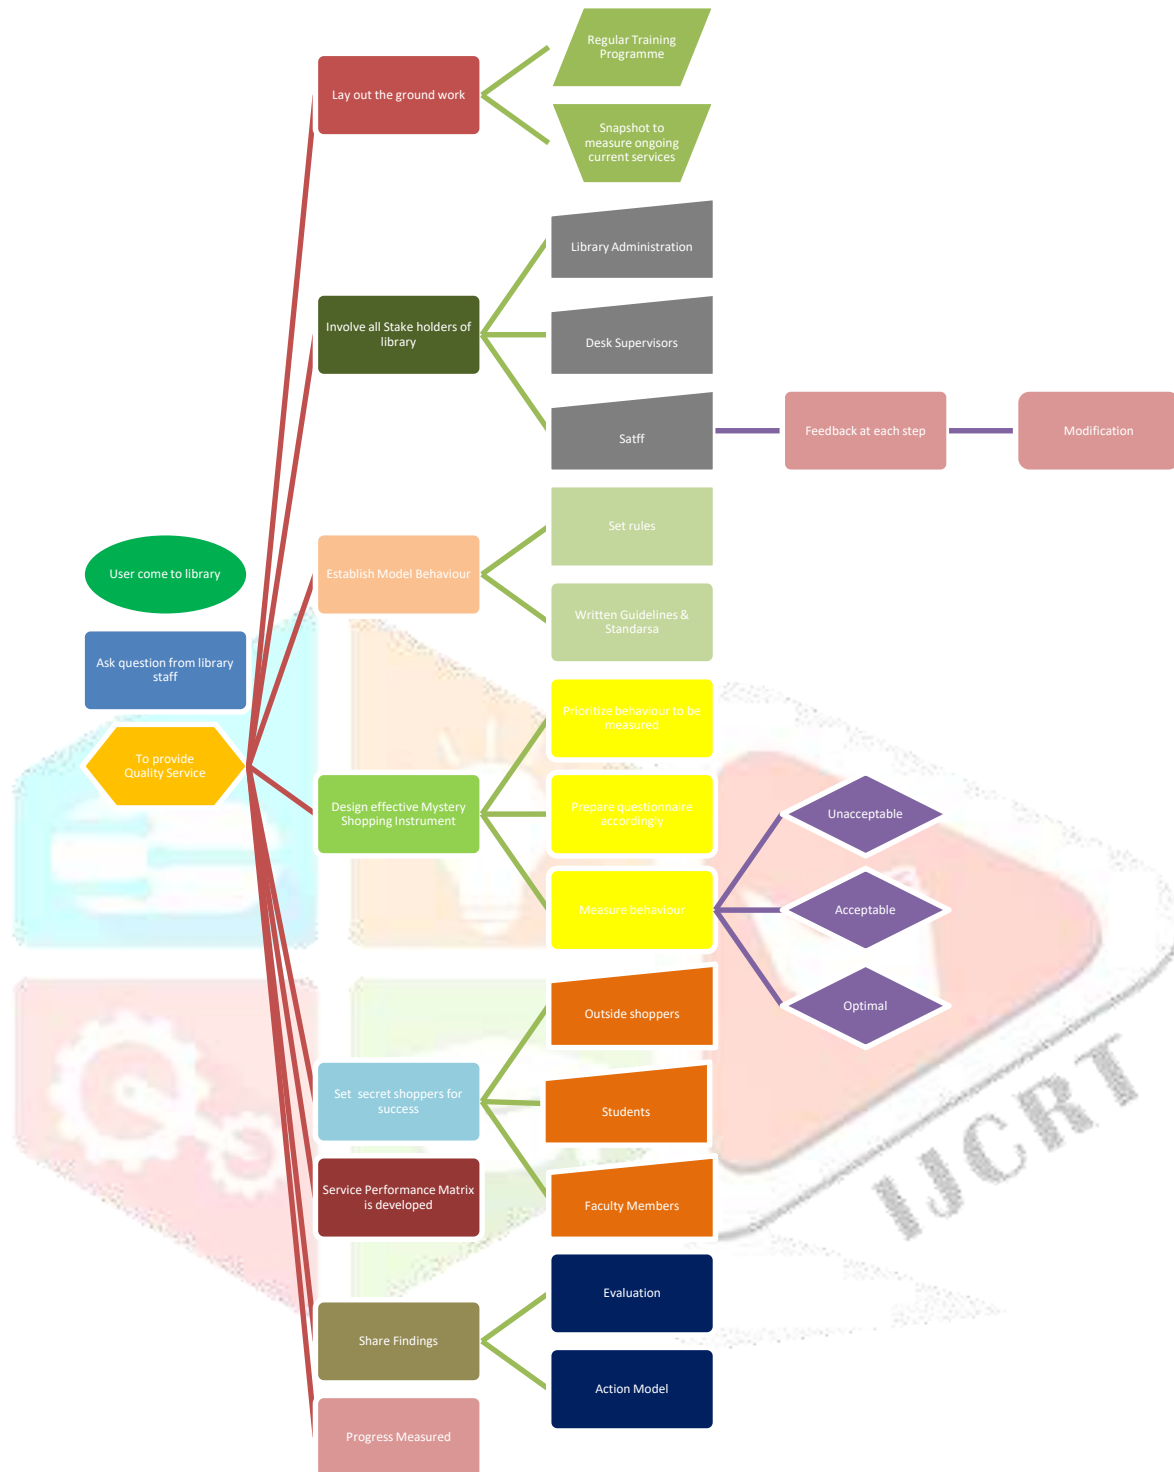 Regular Training
Programme
Lay out the ground work
Snapshot to
measure ongoing
current services
Library Administration
Involve all Stake holders of
library
Desk Supervisors
Satff
Feedback at each step
Modification
Set rules
User come to library
Establish Model Behaviour
Written Guidelines &
Standarsa
Ask question from library
staff
Prioritize behaviour to be
measured
To provide
Quality Service
Design effective Mystery
Shopping Instrument
Prepare questionnaire
accordingly
Unacceptable
Measure behaviour
Acceptable
Optimal
Outside shoppers
Set secret shoppers for
success
Students
Service Performance Matrix
is developed
Faculty Members
IJCRT
Evaluation
Share Findings
Action Model
Progress Measured